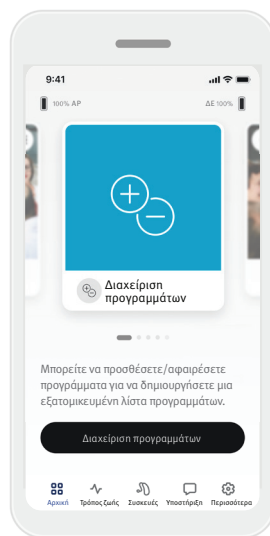 9:41
100% ΑΡ
ΔΕ 100%
Διαχείριση
προγραμμάτων
Μπορείτε να προσθέσετε/αφαιρέσετε
προγράμματα για να δημιουργήσετε μια
εξατομικευμένη λίστα προγραμμάτων.
Διαχείριση προγραμμάτων
Αρχική Τρόπος ζωής Συσκευές Υποστήριξη Περισσότερα